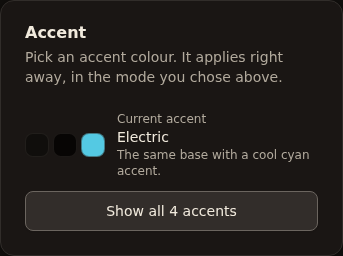 Accent
Pick an accent colour. It applies right
away, in the mode you chose above.
Current accent
Electric
The same base with a cool cyan
accent.
Show all 4 accents